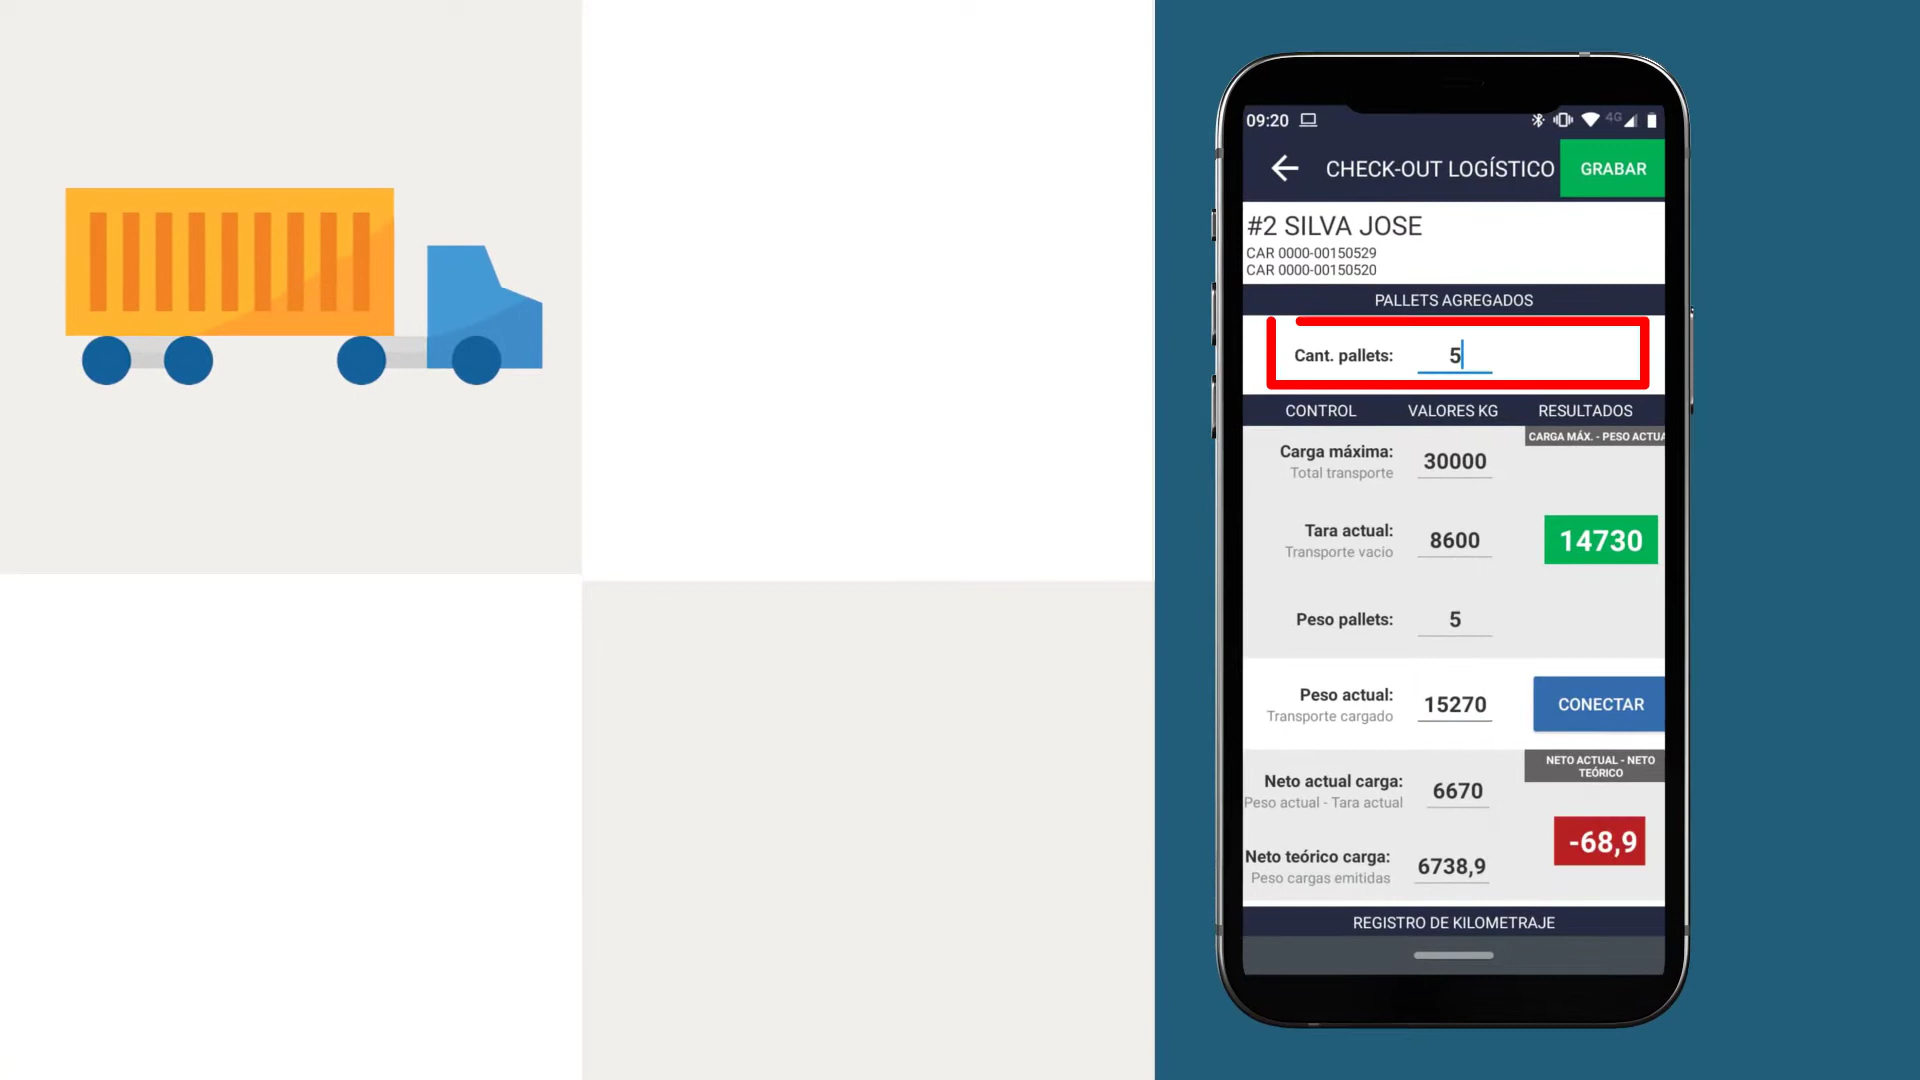 09:20
4G
CHECK-OUT LOGÍSTICO
GRABAR
#2 SILVA JOSE
CAR 0000-00150529
CAR 0000-00150520
PALLETS AGREGADOS
Cant. pallets: 5
CONTROL VALORES KG RESULTADOS
CARGA MÁX. - PESO ACTUA
Carga máxima: 30000
Total transporte
Tara actual: 8600 14730
Transporte vacio
Peso pallets: 5
Peso actual: 15270 CONECTAR
Transporte cargado
NETO ACTUAL - NETO
TEÓRICO
Neto actual carga: 6670
Peso actual - Tara actual
-68,9
Neto teórico carga: 6738,9
Peso cargas emitidas
REGISTRO DE KILOMETRAJE